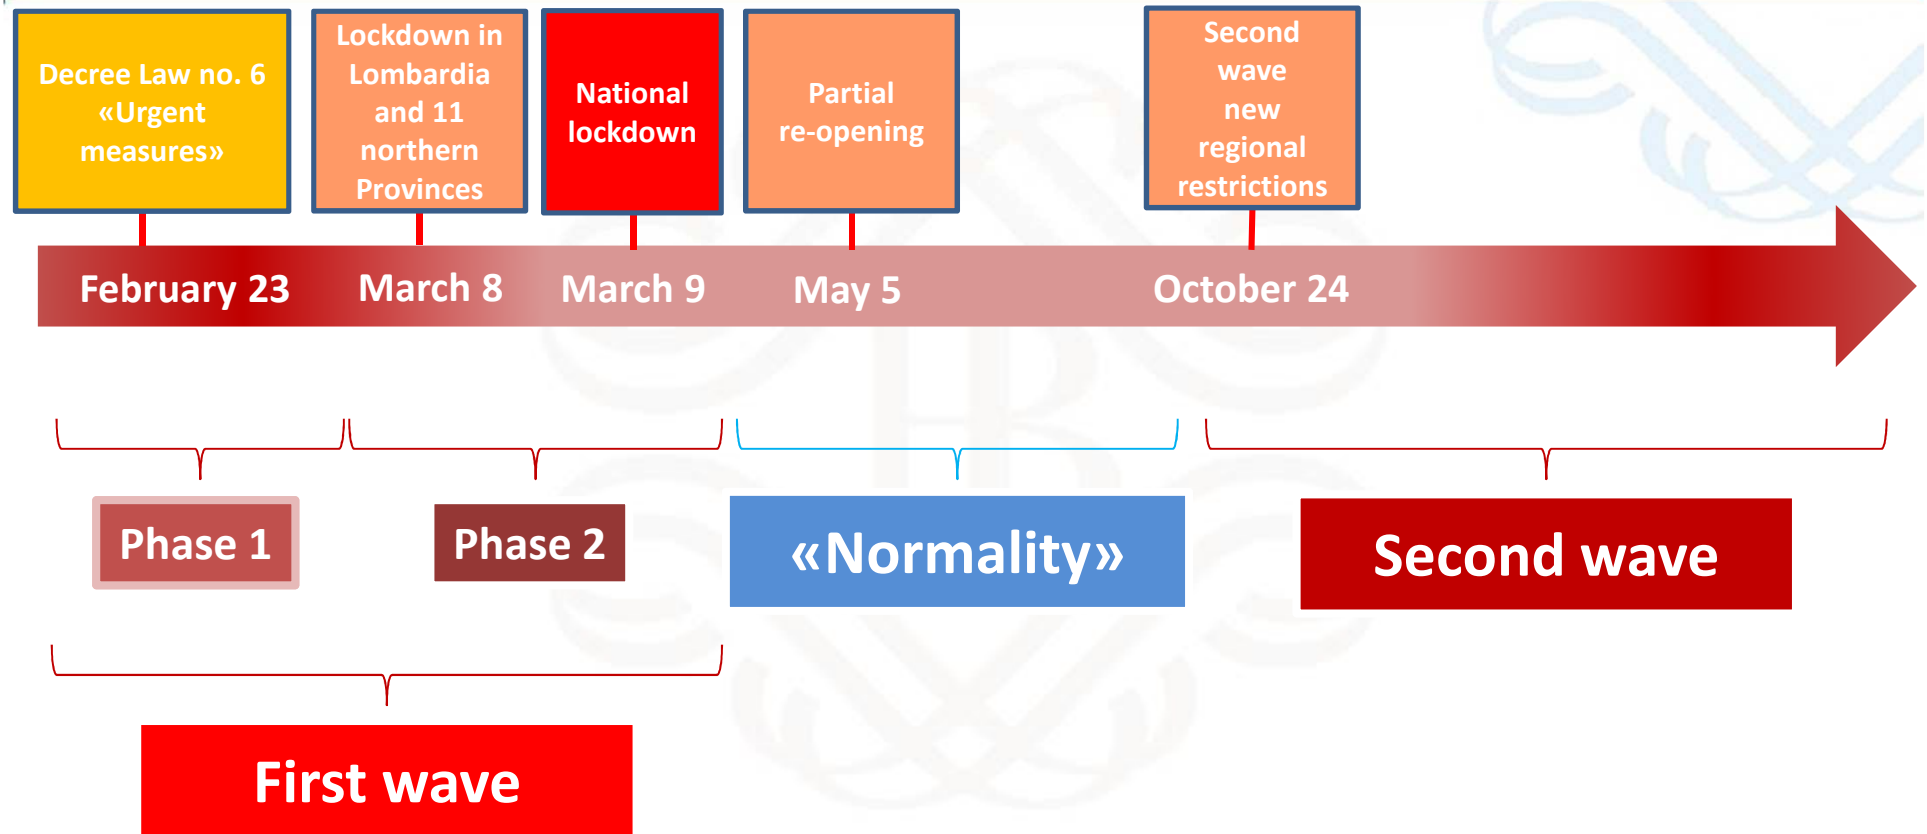 Decree Law no. 6
«Urgent
measures»
Lockdown in
Lombardia
and 11
northern
Provinces
National
lockdown
Partial
re-opening
Second
wave
new
regional
restrictions
February 23
March 8
March 9
May 5
October 24
Phase 1
Phase 2
«Normality»
Second wave
First wave